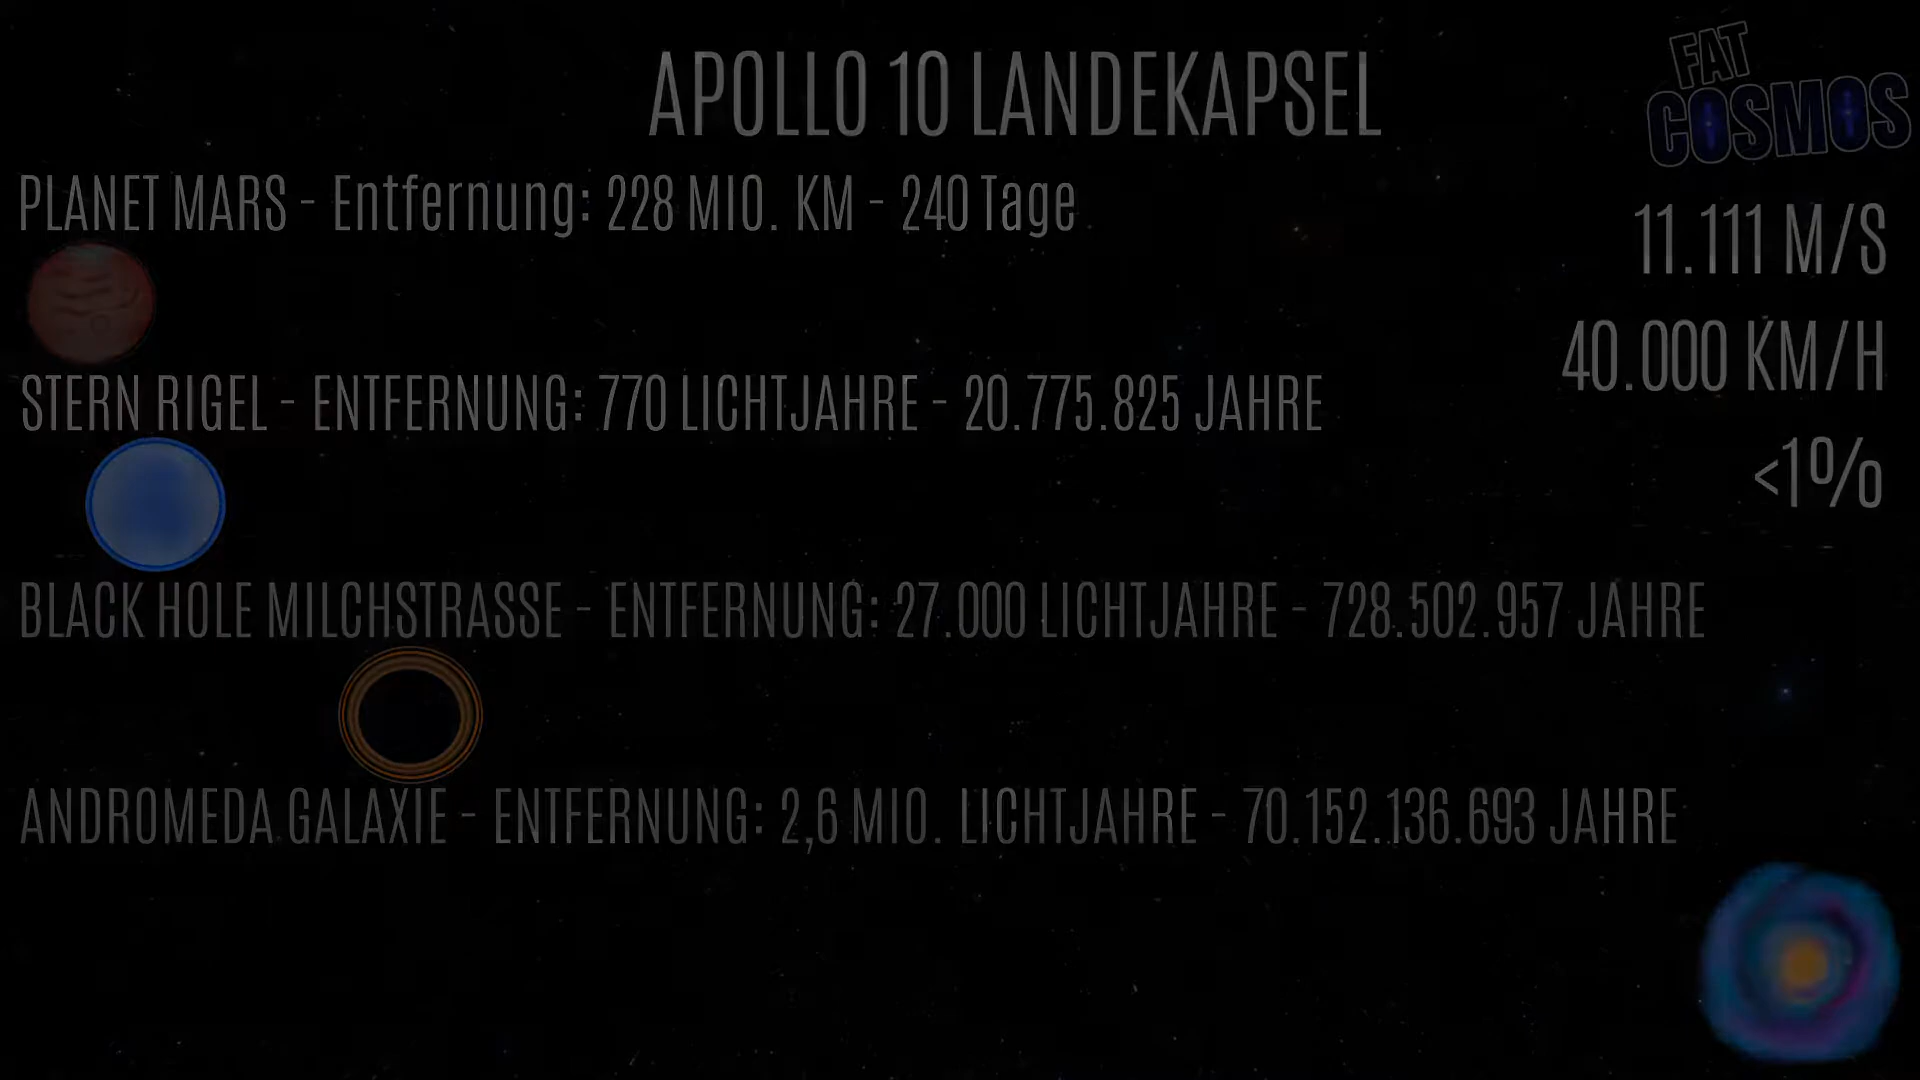 APOLLO 10 LANDEKAPSEL
FAT
COSMOS
PLANET MARS - Entfernung: 228 MIO. KM - 240 Tage
11.111 M/S
40.000 KM/H
STERN RIGEL - ENTFERNUNG: 770 LICHTJAHRE - 20.775.825 JAHRE
<1%
BLACK HOLE MILCHSTRASSE - ENTFERNUNG: 27.000 LICHTJAHRE - 728.502.957 JAHRE
ANDROMEDA GALAXIE - ENTFERNUNG: 2,6 MIO. LICHTJAHRE - 70.152.136.693 JAHRE